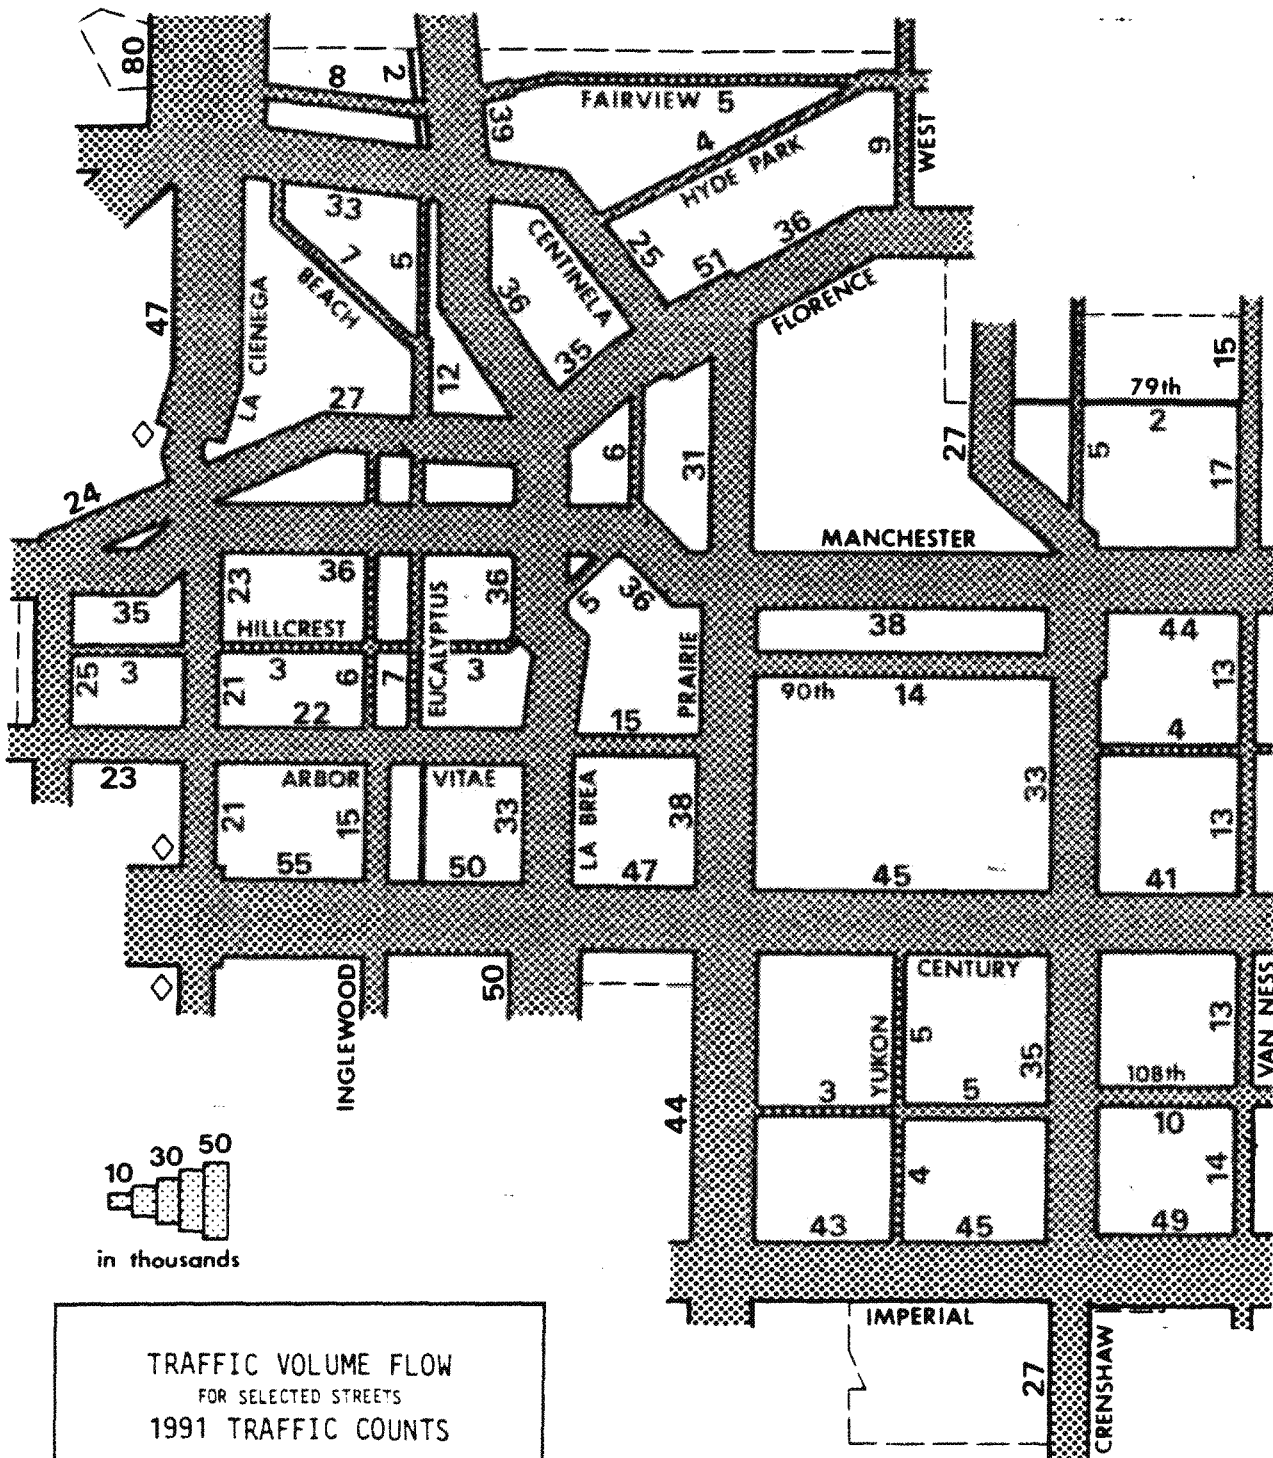 80
8
2
39
FAIRVIEW 5
4
HYDE PARK
9
WEST
33
7
5
BEACH
CENTINELA
25
51
36
36
35
FLORENCE
47
LA CIENEGA
27
12
6
31
27
79th
2
5
15
17
24
MANCHESTER
23
36
EUCALYPTUS
36
5
36
35
HILLCREST
38
44
25
3
21
3
6
7
3
PRAIRIE
90th
14
13
22
15
4
23
ARBOR
VITAE
21
15
33
LA BREA
38
33
13
55
50
47
45
41
INGLEWOOD
50
CENTURY
44
YUKON
5
35
13
VAN NESS
3
5
108th
10
4
14
43
45
49
10
30
50
in thousands
IMPERIAL
27
CRENSHAW
TRAFFIC VOLUME FLOW
FOR SELECTED STREETS
1991 TRAFFIC COUNTS